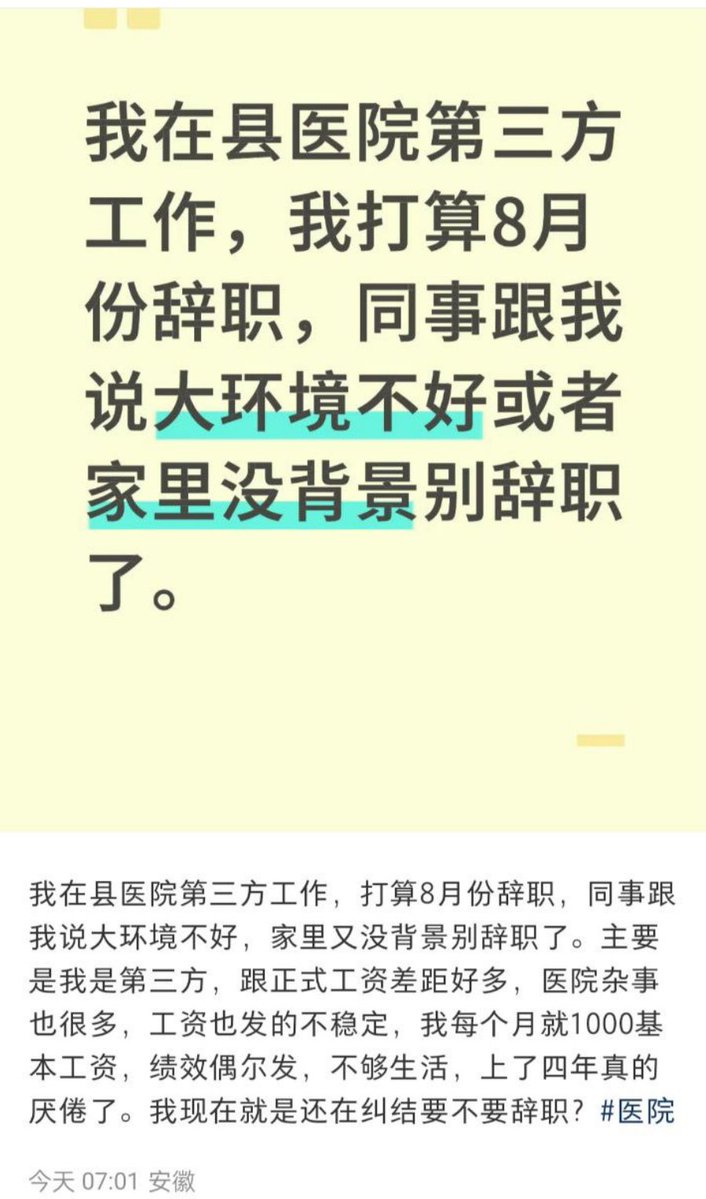 我在县医院第三方
工作，我打算8月
份辞职，同事跟我
说大环境不好或者
家里没背景别辞职
了。
我在县医院第三方工作，打算8月份辞职，同事跟
我说大环境不好，家里又没背景别辞职了。主要
是我是第三方，跟正式工资差距好多，医院杂事
也很多，工资也发的不稳定，我每个月就1000基
本工资，绩效偶尔发，不够生活，上了四年真的
厌倦了。我现在就是还在纠结要不要辞职？#医院
今天 07:01 安徽